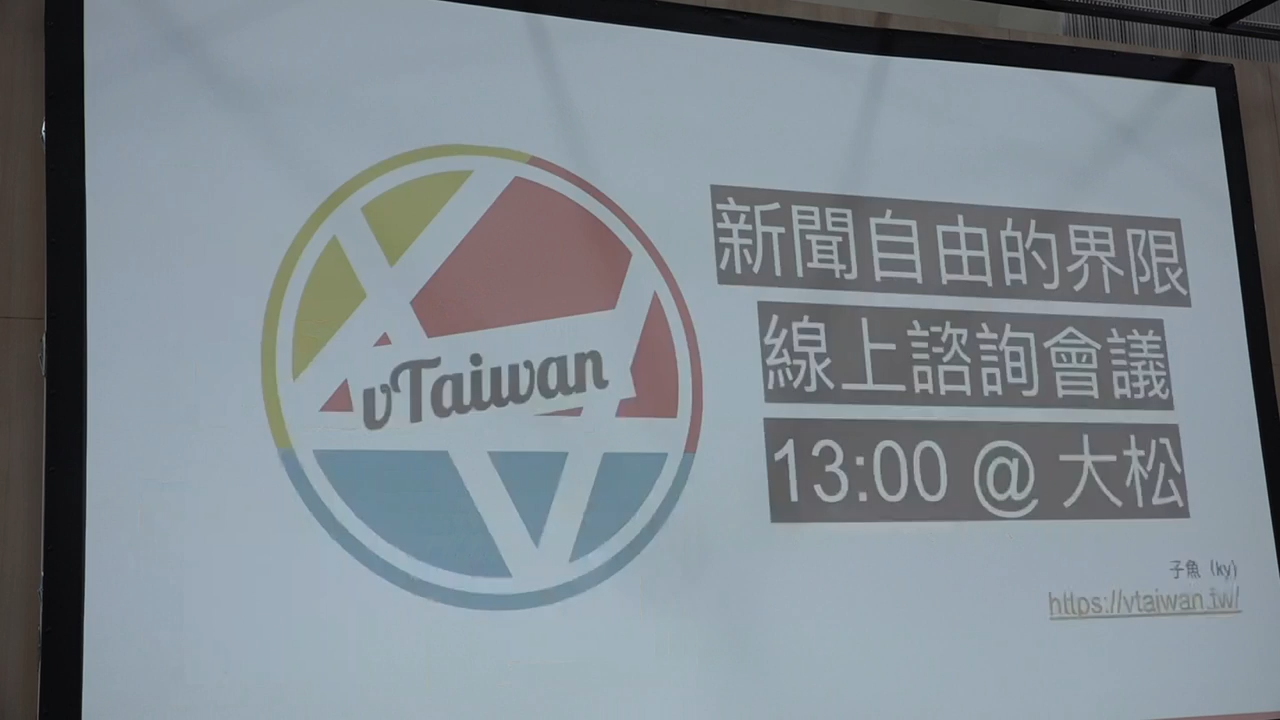 vTaiwan
新聞自由的界限
線上諮詢會議
13:00 @ 大松
子魚 (ky)
https://vtaiwan.tw/